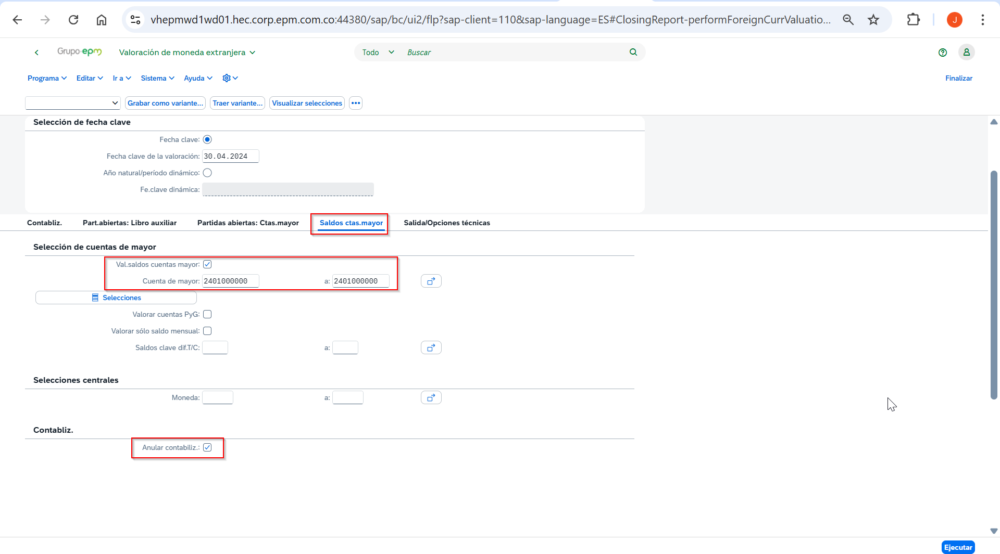 vhepmwd1wd01.hec.corp.epm.com.co:44380/sap/bc/ui2/flp?sap-client=110&sap-language=ES#ClosingReport-performForeignCurrValuatio...
J
Grupo·epm
Valoración de moneda extranjera
Todo
Buscar
Programa
Editar
Ir a
Sistema
Ayuda
Finalizar
Grabar como variante...
Traer variante...
Visualizar selecciones
Selección de fecha clave
Fecha clave:
Fecha clave de la valoración: 30.04.2024
Año natural/período dinámico:
Fe.clave dinámica:
Contabliz.
Part.abiertas: Libro auxiliar
Partidas abiertas: Ctas.mayor
Saldos ctas.mayor
Salida/Opciones técnicas
Selección de cuentas de mayor
Val.saldos cuentas mayor:
Cuenta de mayor: 2401000000 a: 2401000000
Selecciones
Valorar cuentas PyG:
Valorar sólo saldo mensual:
Saldos clave dif.T/C: a:
Selecciones centrales
Moneda: a:
Contabliz.
Anular contabiliz.:
Ejecutar